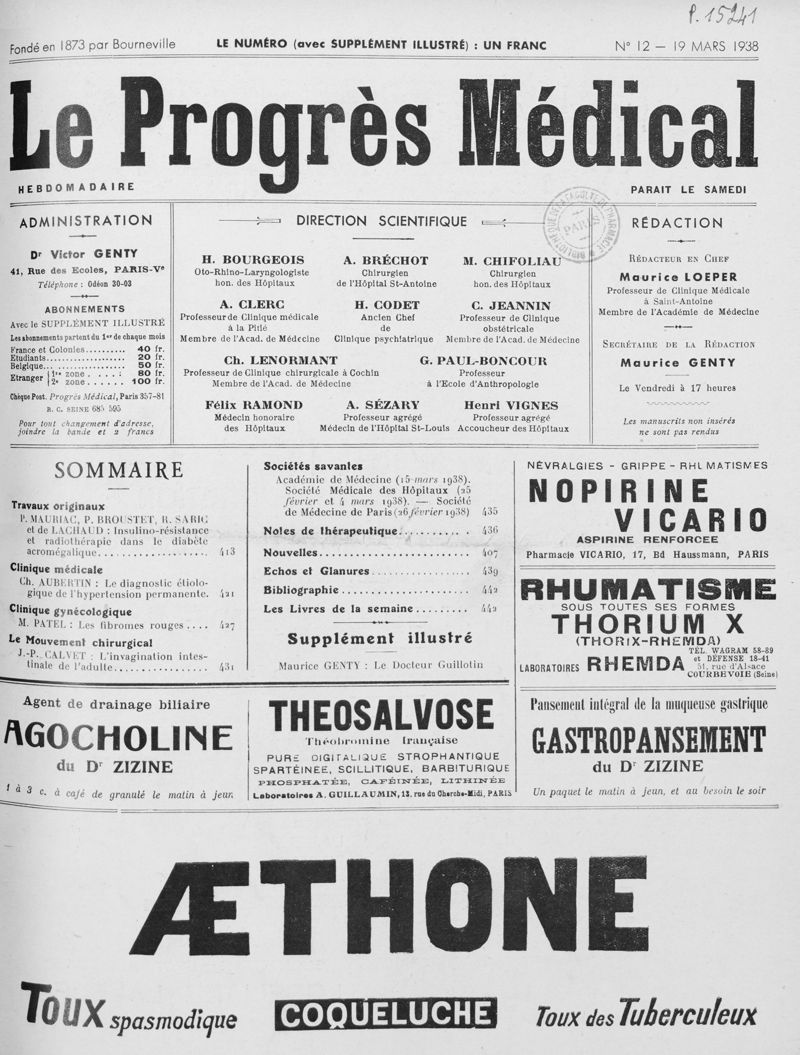 P. 15241
Fondé en 1873 par Bourneville
LE NUMÉRO (avec SUPPLÉMENT ILLUSTRÉ) : UN FRANC
N° 12 — 19 MARS 1938
Le Progrès Médical
HEBDOMADAIRE
PARAIT LE SAMEDI
ADMINISTRATION
Dr Victor GENTY
41, Rue des Ecoles, PARIS-Ve
Téléphone : Odéon 30-03
ABONNEMENTS
Avec le SUPPLÉMENT ILLUSTRÉ
Les abonnements partent du 1er de chaque mois
France et Colonies.......... 40 fr.
Etudiants.................... 20 fr.
Belgique..................... 50 fr.
Etranger { 1re zone ..... 80 fr.
2e zone ...... 100 fr.
Chèque Post. Progrès Médical, Paris 357-81
R. C. SEINE 685 595
Pour tout changement d'adresse,
joindre la bande et 2 francs
DIRECTION SCIENTIFIQUE
H. BOURGEOIS
Oto-Rhino-Laryngologiste
hon. des Hôpitaux
A. BRÉCHOT
Chirurgien
de l'Hôpital St-Antoine
M. CHIFOLIAU
Chirurgien
hon. des Hôpitaux
A. CLERC
Professeur de Clinique médicale
à la Pitié
Membre de l'Acad. de Médecine
H. CODET
Ancien Chef
de
Clinique psychiatrique
C. JEANNIN
Professeur de Clinique
obstétricale
Membre de l'Acad. de Médecine
Ch. LENORMANT
Professeur de Clinique chirurgicale à Cochin
Membre de l'Acad. de Médecine
G. PAUL-BONCOUR
Professeur
à l'Ecole d'Anthropologie
Félix RAMOND
Médecin honoraire
des Hôpitaux
A. SÉZARY
Professeur agrégé
Médecin de l'Hôpital St-Louis
Henri VIGNES
Professeur agrégé
Accoucheur des Hôpitaux
BIBLIOTHÈQUE DE LA FACULTÉ DE PHARMACIE
PARIS
RÉDACTION
RÉDACTEUR EN CHEF
Maurice LOEPER
Professeur de Clinique Médicale
à Saint-Antoine
Membre de l'Académie de Médecine
SECRÉTAIRE DE LA RÉDACTION
Maurice GENTY
Le Vendredi à 17 heures
Les manuscrits non insérés
ne sont pas rendus
SOMMAIRE
Travaux originaux
P. MAURIAC, P. BROUSTET, R. SARIC
et de LACHAUD : Insulino-résistance
et radiothérapie dans le diabète
acromégalique..................... 413
Clinique médicale
Ch. AUBERTIN : Le diagnostic étiolo-
gique de l'hypertension permanente. 421
Clinique gynécologique
M. PATEL : Les fibromes rouges.... 427
Le Mouvement chirurgical
J.-P. CALVET : L'invagination intes-
tinale de l'adulte................. 431
Sociétés savantes
Académie de Médecine (15 mars 1938).
Société Médicale des Hôpitaux (25
février et 4 mars 1938). — Société
de Médecine de Paris (26 février 1938) 435
Notes de thérapeutique............. 436
Nouvelles.......................... 407
Echos et Glanures.................. 439
Bibliographie...................... 442
Les Livres de la semaine......... 442
Supplément illustré
Maurice GENTY : Le Docteur Guillotin
NÉVRALGIES - GRIPPE - RHUMATISMES
NOPIRINE
VICARIO
ASPIRINE RENFORCEE
Pharmacie VICARIO, 17, Bd Haussmann, PARIS
RHUMATISME
SOUS TOUTES SES FORMES
THORIUM X
(THORIX-RHEMDA)
LABORATOIRES RHEMDA
TÉL. WAGRAM 58-89
et DÉFENSE 18-41
51, rue d'Alsace
COURBEVOIE (Seine)
Agent de drainage biliaire
AGOCHOLINE
du Dr ZIZINE
1 à 3 c. à café de granulé le matin à jeun.
THEOSALVOSE
Théobromine française
PURE DIGITALIQUE STROPHANTIQUE
SPARTÉINEE, SCILLITIQUE, BARBITURIQUE
PHOSPHATÉE, CAFÉINÉE, LITHINÉE
Laboratoires A. GUILLAUMIN, 13, rue du Cherche-Midi, PARIS
Pansement intégral de la muqueuse gastrique
GASTROPANSEMENT
du Dr ZIZINE
Un paquet le matin à jeun, et au besoin le soir
ÆTHONE
Toux spasmodique
COQUELUCHE
Toux des Tuberculeux